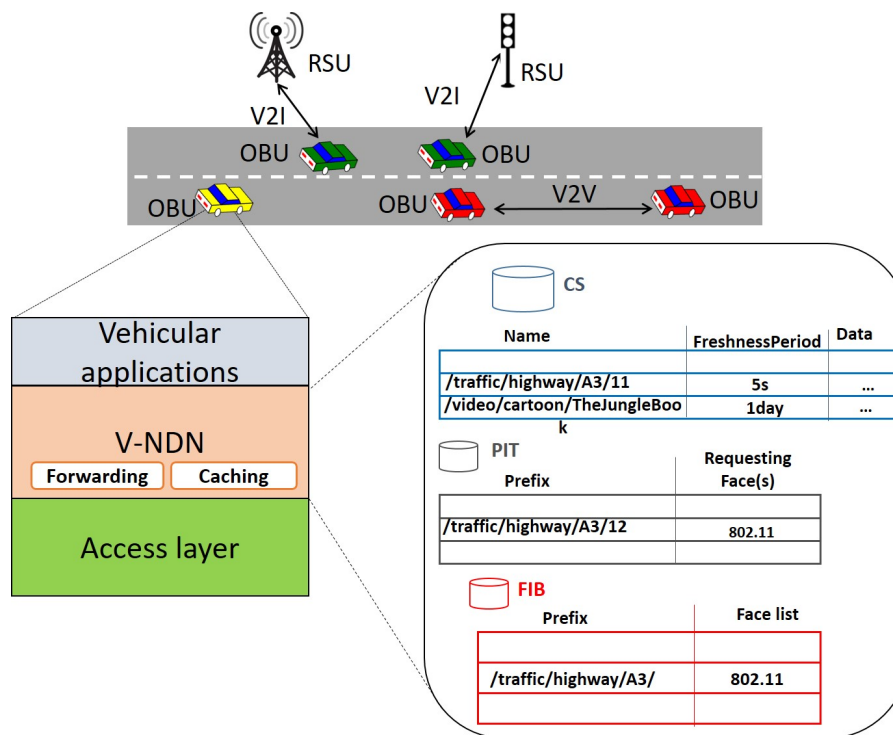 RSU
RSU
V2I
V2I
OBU
OBU
OBU
OBU
V2V
OBU
CS
Name
FreshnessPeriod
Data
/traffic/highway/A3/11
5s
...
/video/cartoon/TheJungleBoo
k
1day
...
Vehicular
applications
V-NDN
Forwarding
Caching
Access layer
PIT
Prefix
Requesting
Face(s)
/traffic/highway/A3/12
802.11
FIB
Prefix
Face list
/traffic/highway/A3/
802.11